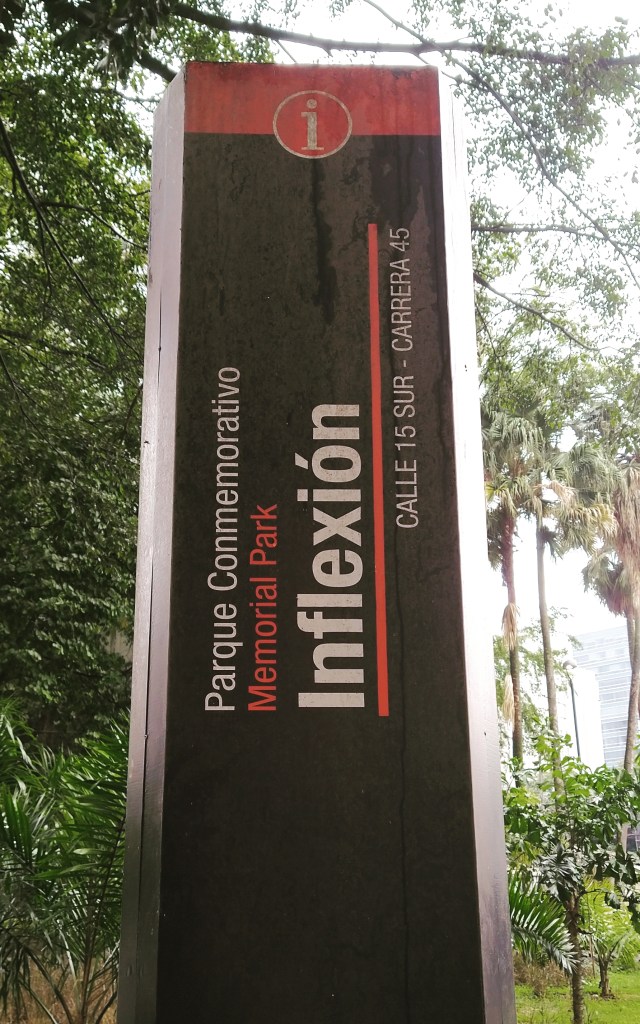 i
Parque Conmemorativo
Memorial Park
Inflexión
CALLE 15 SUR - CARRERA 45